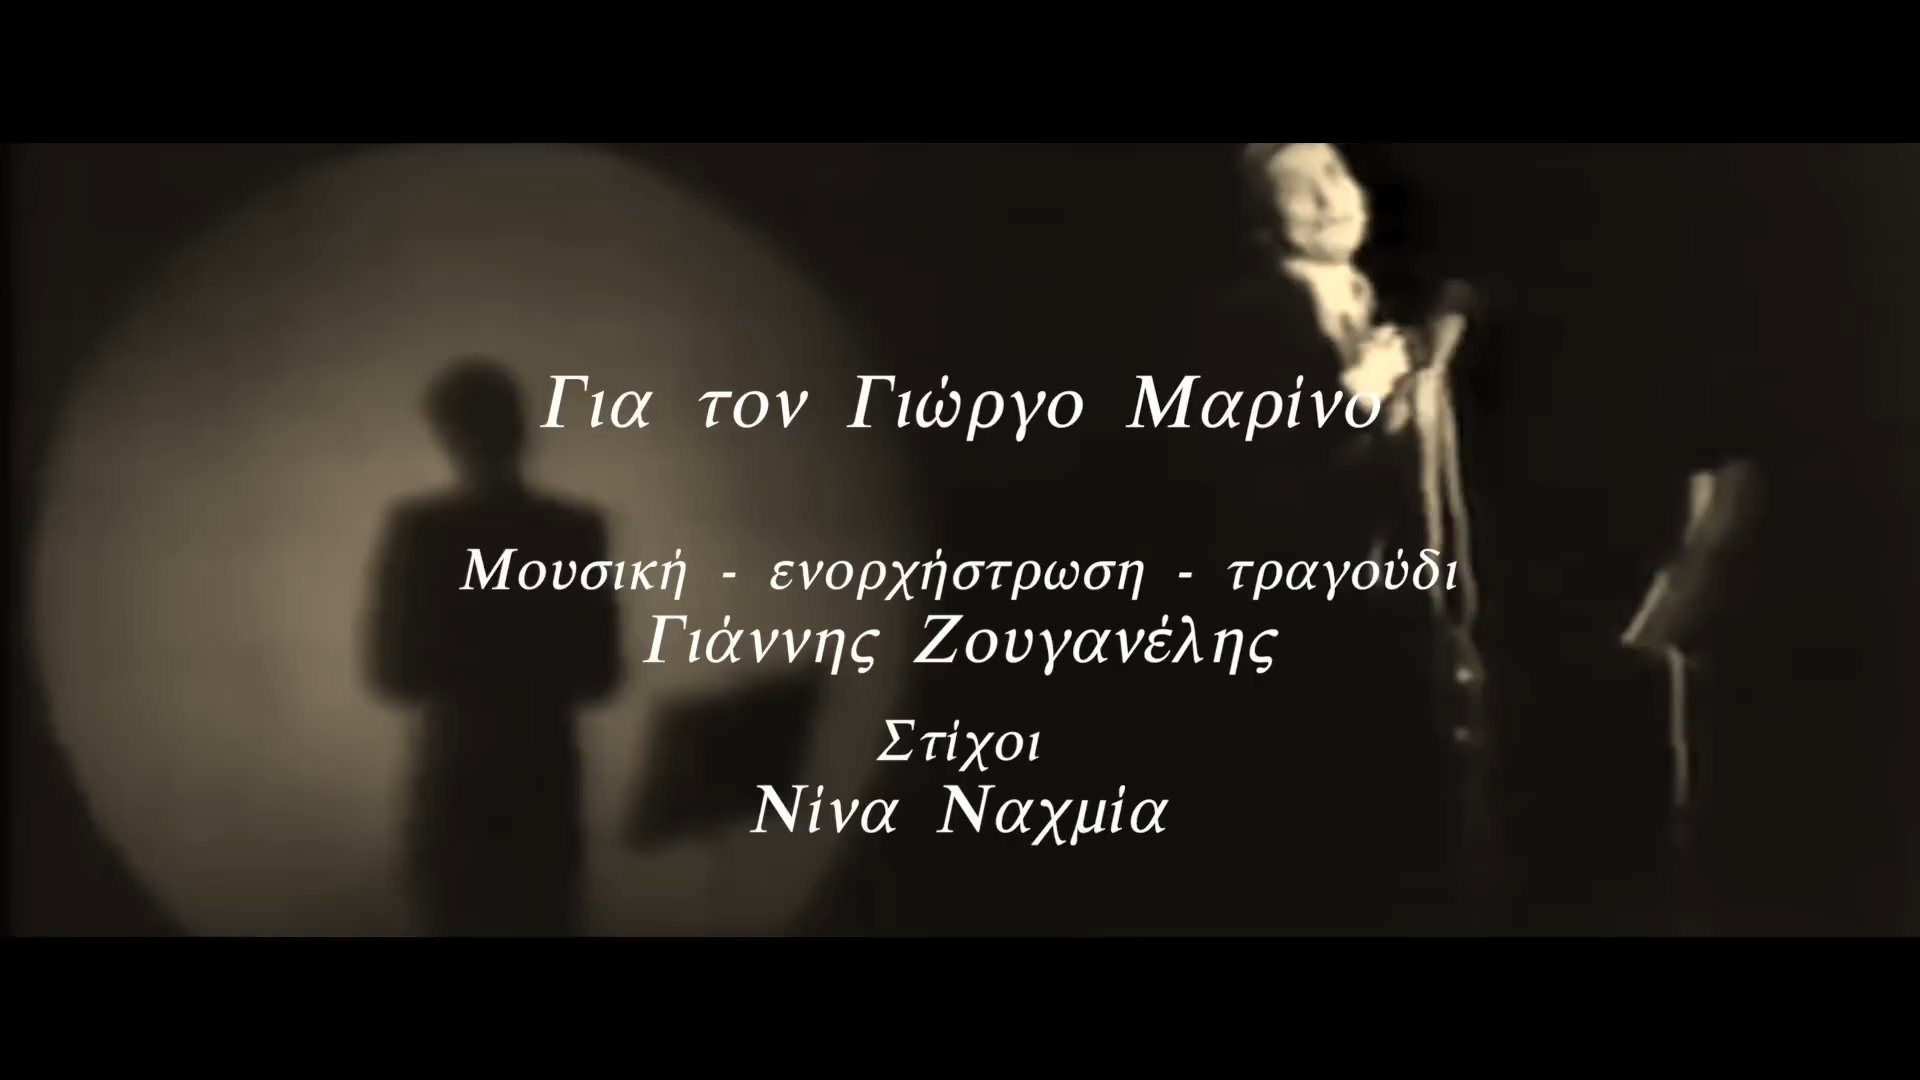 Για τον Γιώργο Μαρίνο
Μουσική - ενορχήστρωση - τραγούδι
Γιάννης Ζουγανέλης
Στίχοι
Νίνα Ναχμία